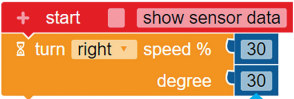 + start show sensor data
turn right speed % 30
degree 30